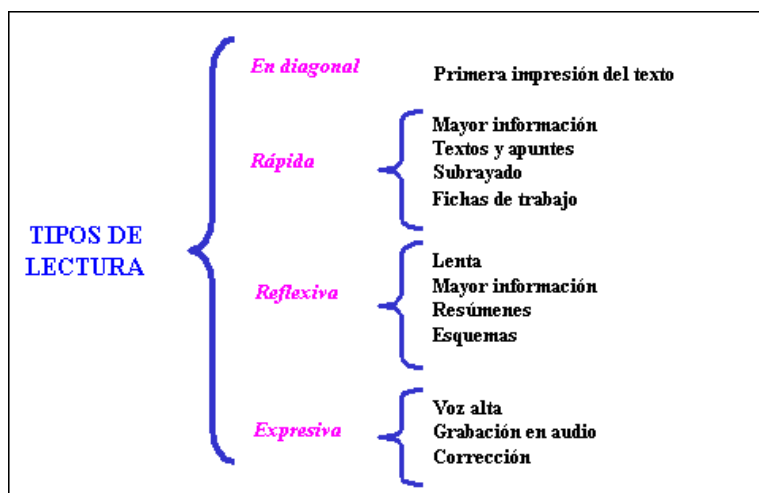 TIPOS DE
LECTURA
En diagonal
Primera impresión del texto
Rápida
Mayor información
Textos y apuntes
Subrayado
Fichas de trabajo
Reflexiva
Lenta
Mayor información
Resúmenes
Esquemas
Expresiva
Voz alta
Grabación en audio
Corrección